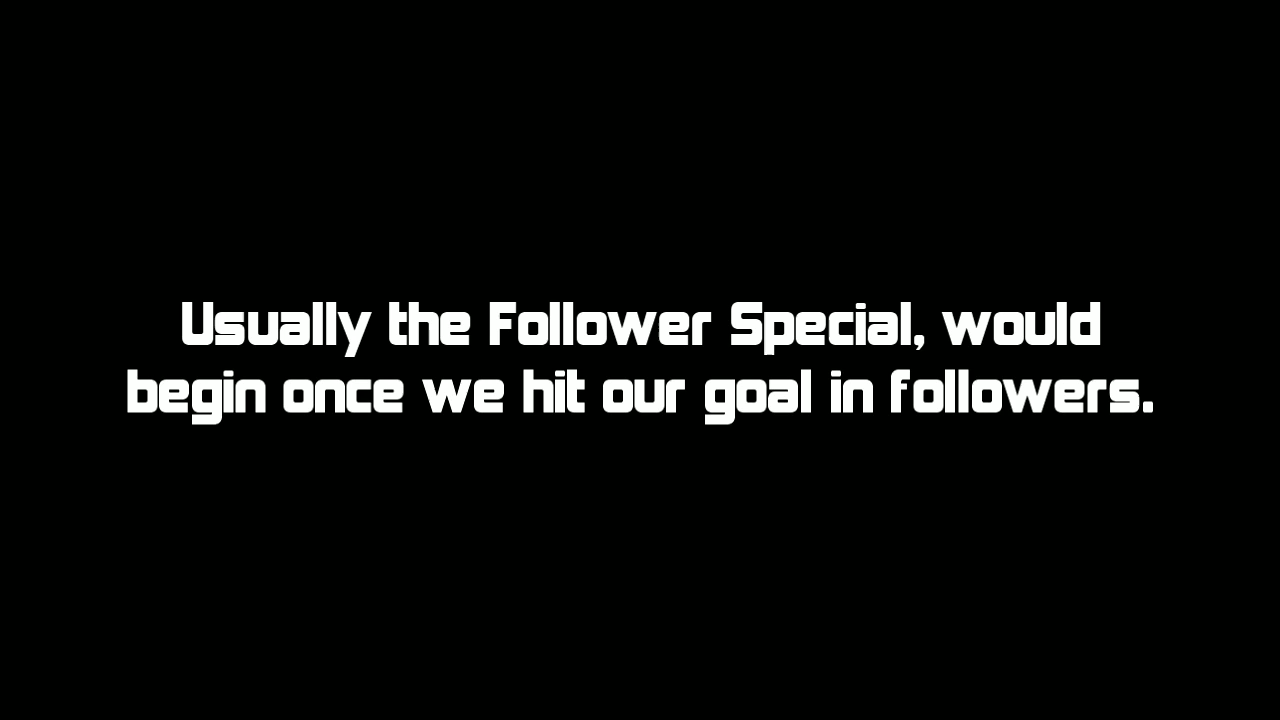 Usually the Follower Special, would
begin once we hit our goal in followers.